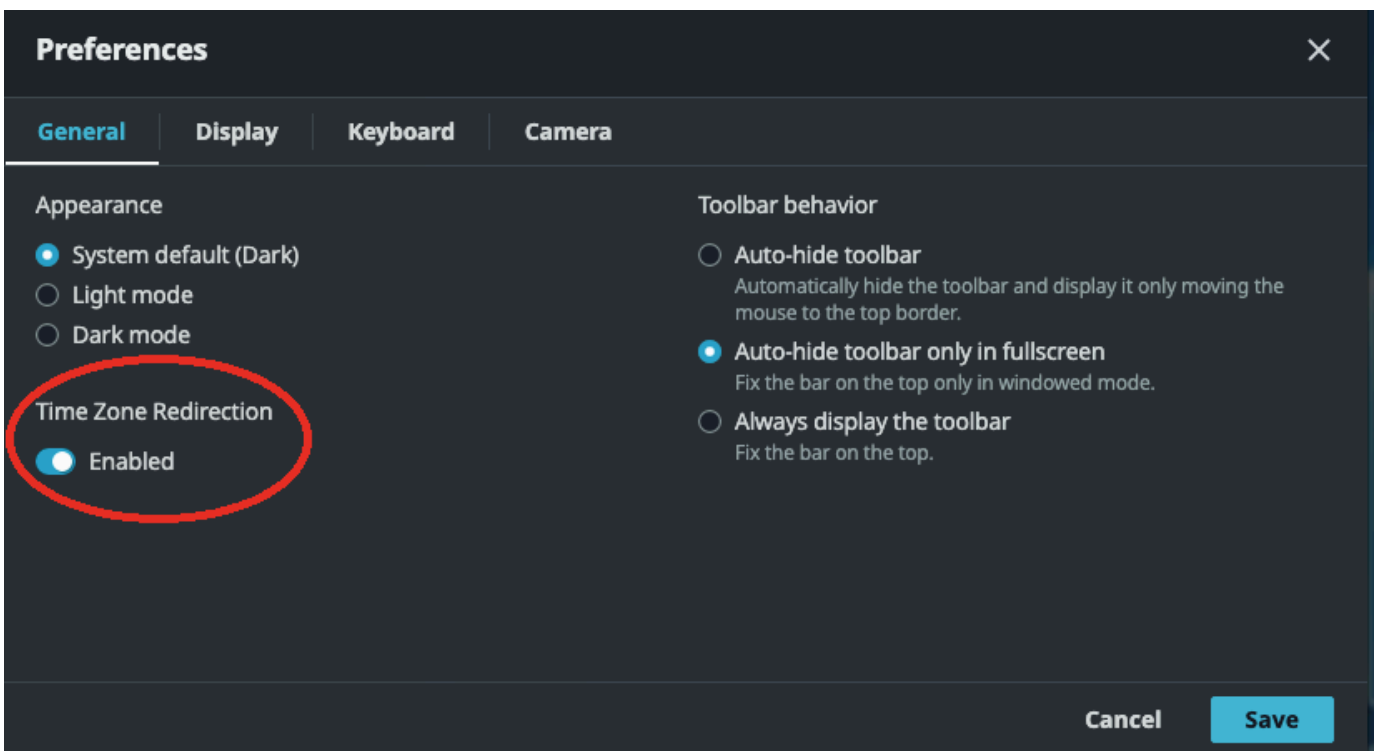 Preferences
General
Display
Keyboard
Camera
Appearance
System default (Dark)
Light mode
Dark mode
Time Zone Redirection
Enabled
Toolbar behavior
Auto-hide toolbar
Automatically hide the toolbar and display it only moving the
mouse to the top border.
Auto-hide toolbar only in fullscreen
Fix the bar on the top only in windowed mode.
Always display the toolbar
Fix the bar on the top.
Cancel
Save